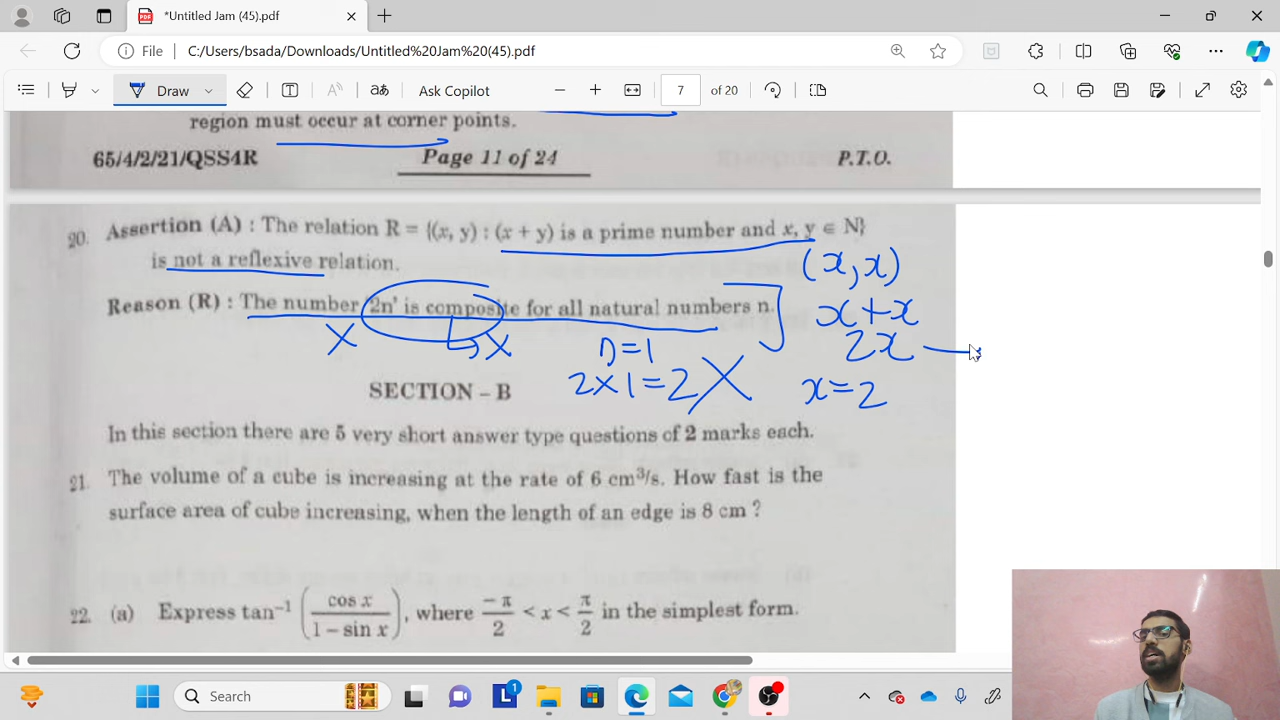 *Untitled Jam (45).pdf
File C:/Users/bsada/Downloads/Untitled%20Jam%20(45).pdf
Draw Ask Copilot 7 of 20
region must occur at corner points.
65/4/2/21/QSS4R Page 11 of 24 P.T.O.
20. Assertion (A) : The relation R = {(x, y) : (x + y) is a prime number and x, y ∈ N}
is not a reflexive relation.
(x,x)
Reason (R) : The number '2n' is composite for all natural numbers n.
x+x
X X n=1 2x
2×1=2 X x=2
SECTION – B
In this section there are 5 very short answer type questions of 2 marks each.
21. The volume of a cube is increasing at the rate of 6 cm³/s. How fast is the
surface area of cube increasing, when the length of an edge is 8 cm ?
22. (a) Express tan⁻¹ (cos x / 1 – sin x), where –π/2 < x < π/2 in the simplest form.
Search
1